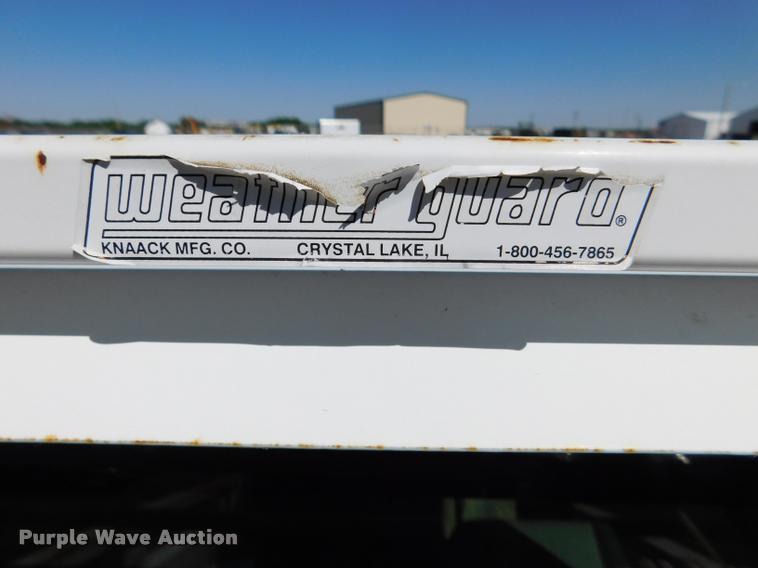 weather guard®
KNAACK MFG. CO. CRYSTAL LAKE, IL 1-800-456-7865
Purple Wave Auction